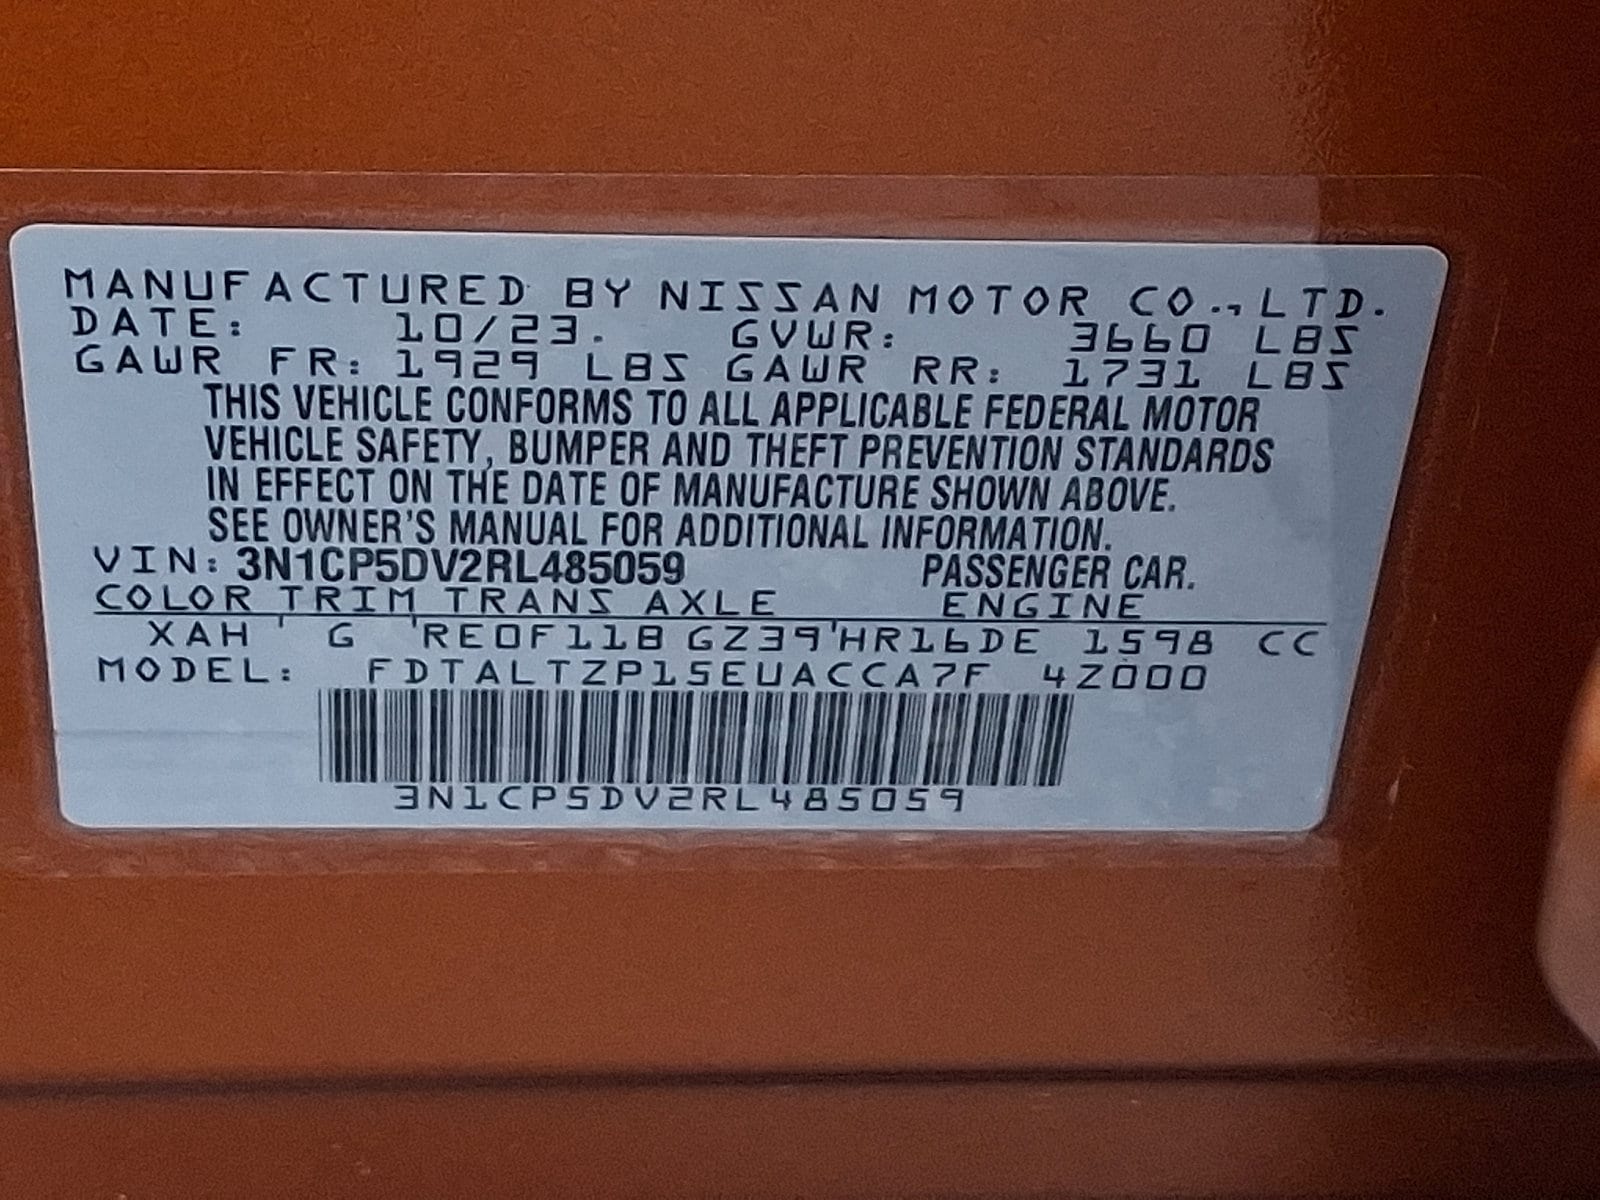 MANUFACTURED BY NISSAN MOTOR CO., LTD.
DATE: 10/23. GVWR: 3660 LBS
GAWR FR: 1929 LBS GAWR RR: 1731 LBS
THIS VEHICLE CONFORMS TO ALL APPLICABLE FEDERAL MOTOR
VEHICLE SAFETY, BUMPER AND THEFT PREVENTION STANDARDS
IN EFFECT ON THE DATE OF MANUFACTURE SHOWN ABOVE.
SEE OWNER'S MANUAL FOR ADDITIONAL INFORMATION.
VIN: 3N1CP5DV2RL485059 PASSENGER CAR.
COLOR TRIM TRANS AXLE ENGINE
XAH ' G 'RE0F11B GZ39'HR16DE 1598 CC
MODEL: FDTALTZP15EUACCA7F 4Z000
3N1CP5DV2RL485059